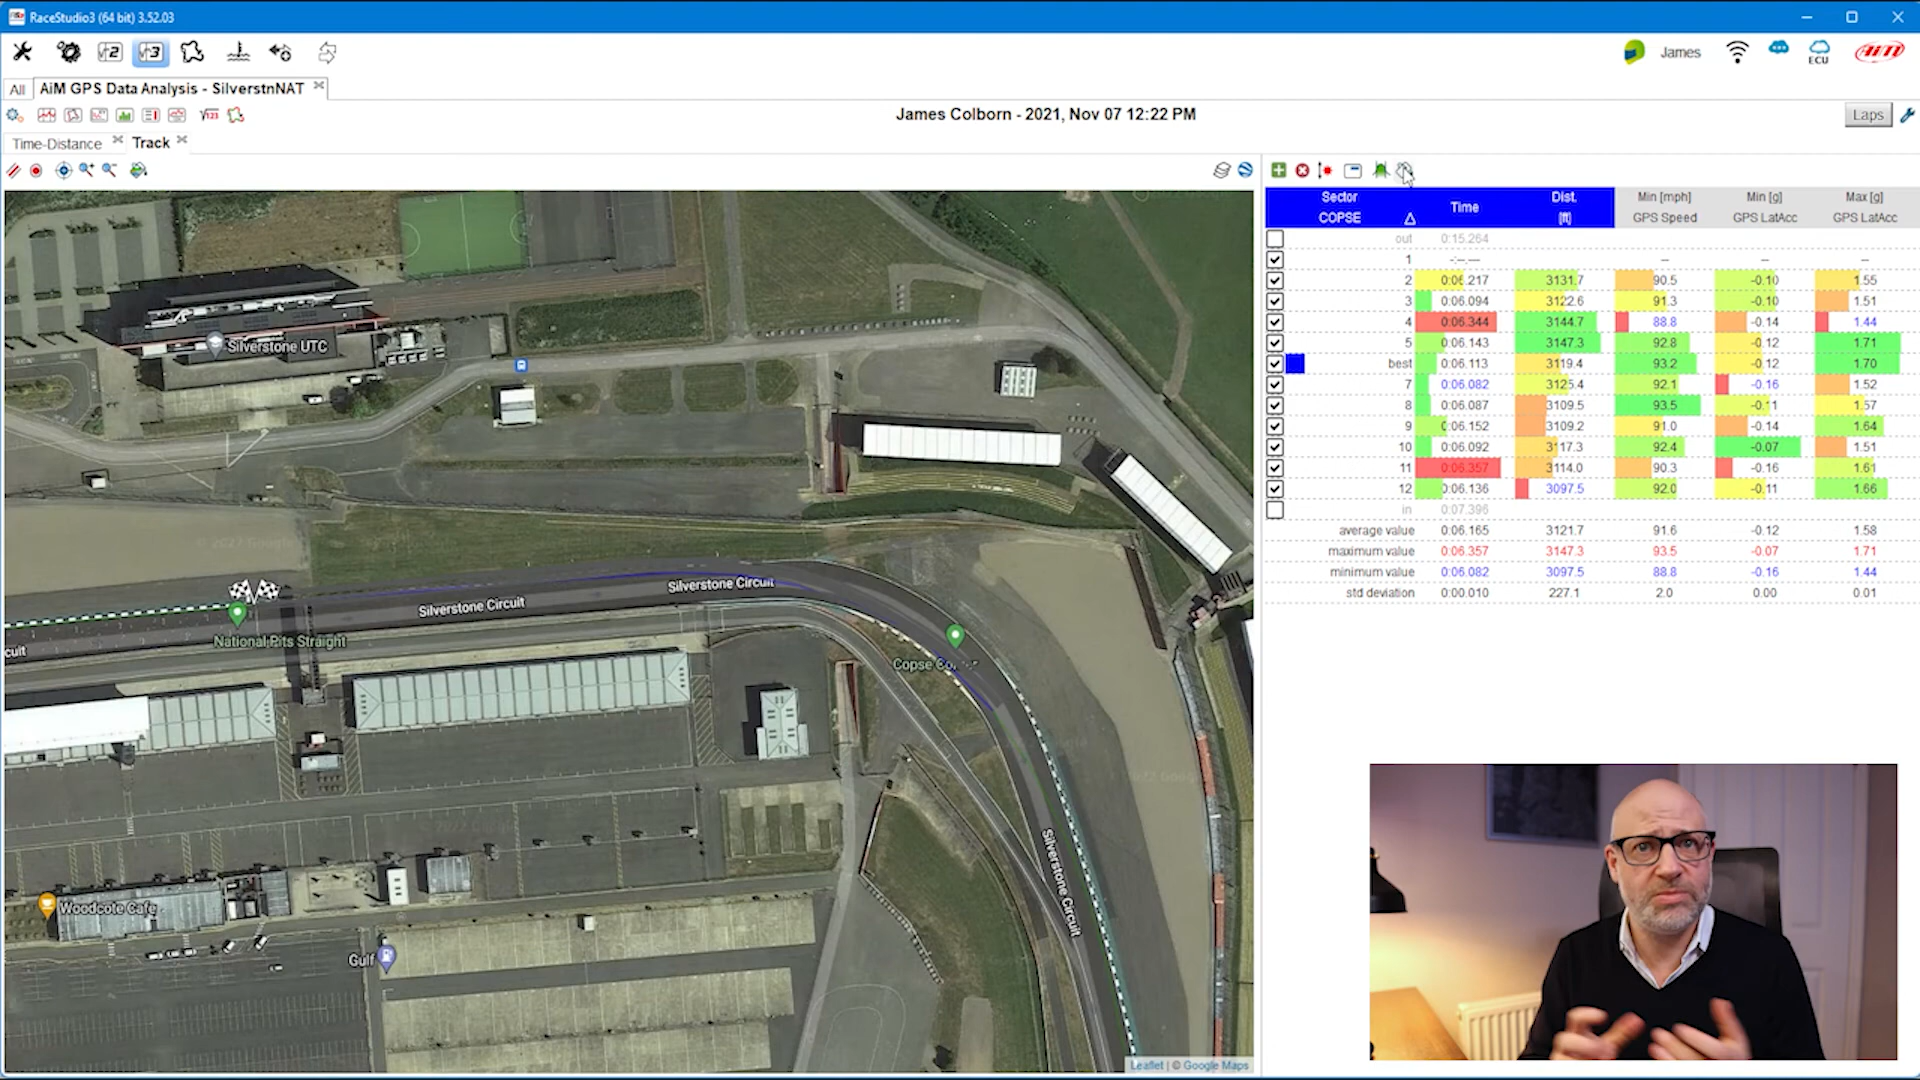 RaceStudio3 (64 bit) 3.52.03
James
ECU
AiM
All
AiM GPS Data Analysis - SilverstnNAT
James Colborn - 2021, Nov 07 12:22 PM
Laps
Time-Distance
Track
Sector COPSE Time Dist. [ft] Min [mph] GPS Speed Min [g] GPS LatAcc Max [g] GPS LatAcc
out 0:15.264
1 -:--.--- -- -- --
2 0:06.217 3131.7 90.5 -0.10 1.55
3 0:06.094 3122.6 91.3 -0.10 1.51
4 0:06.344 3144.7 88.8 -0.14 1.44
5 0:06.143 3147.3 92.8 -0.12 1.71
best 0:06.113 3119.4 93.2 -0.12 1.70
7 0:06.082 3125.4 92.1 -0.16 1.52
8 0:06.087 3109.5 93.5 -0.11 1.57
9 0:06.152 3109.2 91.0 -0.14 1.64
10 0:06.092 3117.3 92.4 -0.07 1.51
11 0:06.357 3114.0 90.3 -0.16 1.61
12 0:06.136 3097.5 92.0 -0.11 1.66
in 0:07.396
average value 0:06.165 3121.7 91.6 -0.12 1.58
maximum value 0:06.357 3147.3 93.5 -0.07 1.71
minimum value 0:06.082 3097.5 88.8 -0.16 1.44
std deviation 0:00.010 227.1 2.0 0.00 0.01
Silverstone UTC
Silverstone Circuit
Silverstone Circuit
National Pits Straight
cuit
Copse
Silverstone Circuit
Woodcote Cafe
Gulf
Leaflet | © Google Maps